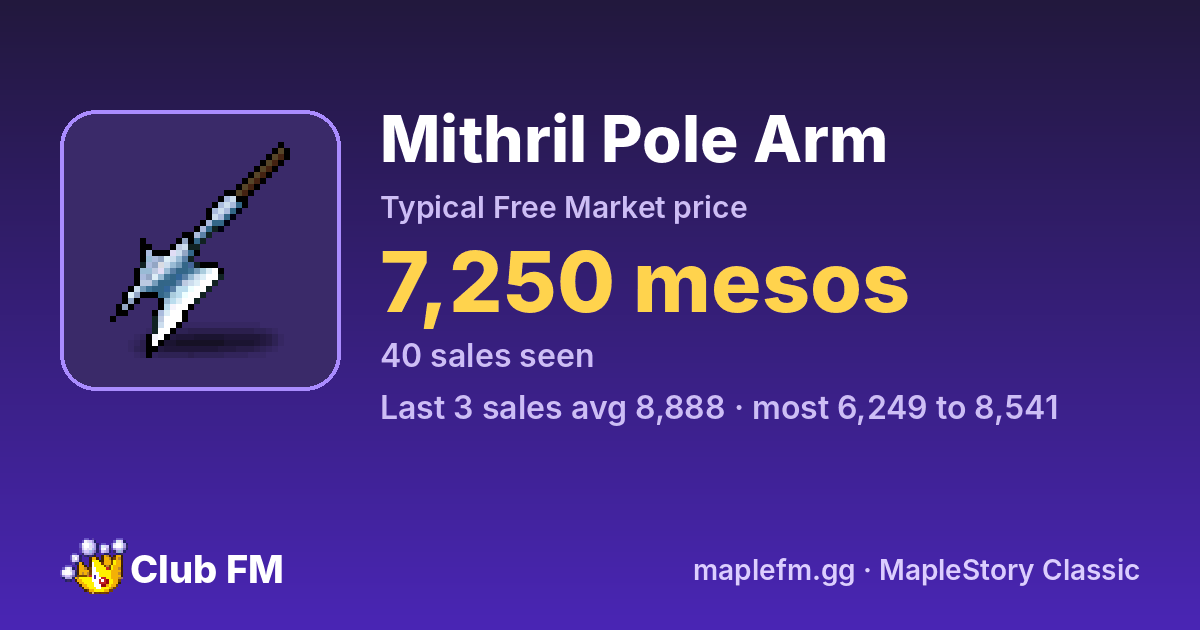 Mithril Pole Arm
Typical Free Market price
7,250 mesos
40 sales seen
Last 3 sales avg 8,888 · most 6,249 to 8,541
Club FM
maplefm.gg · MapleStory Classic